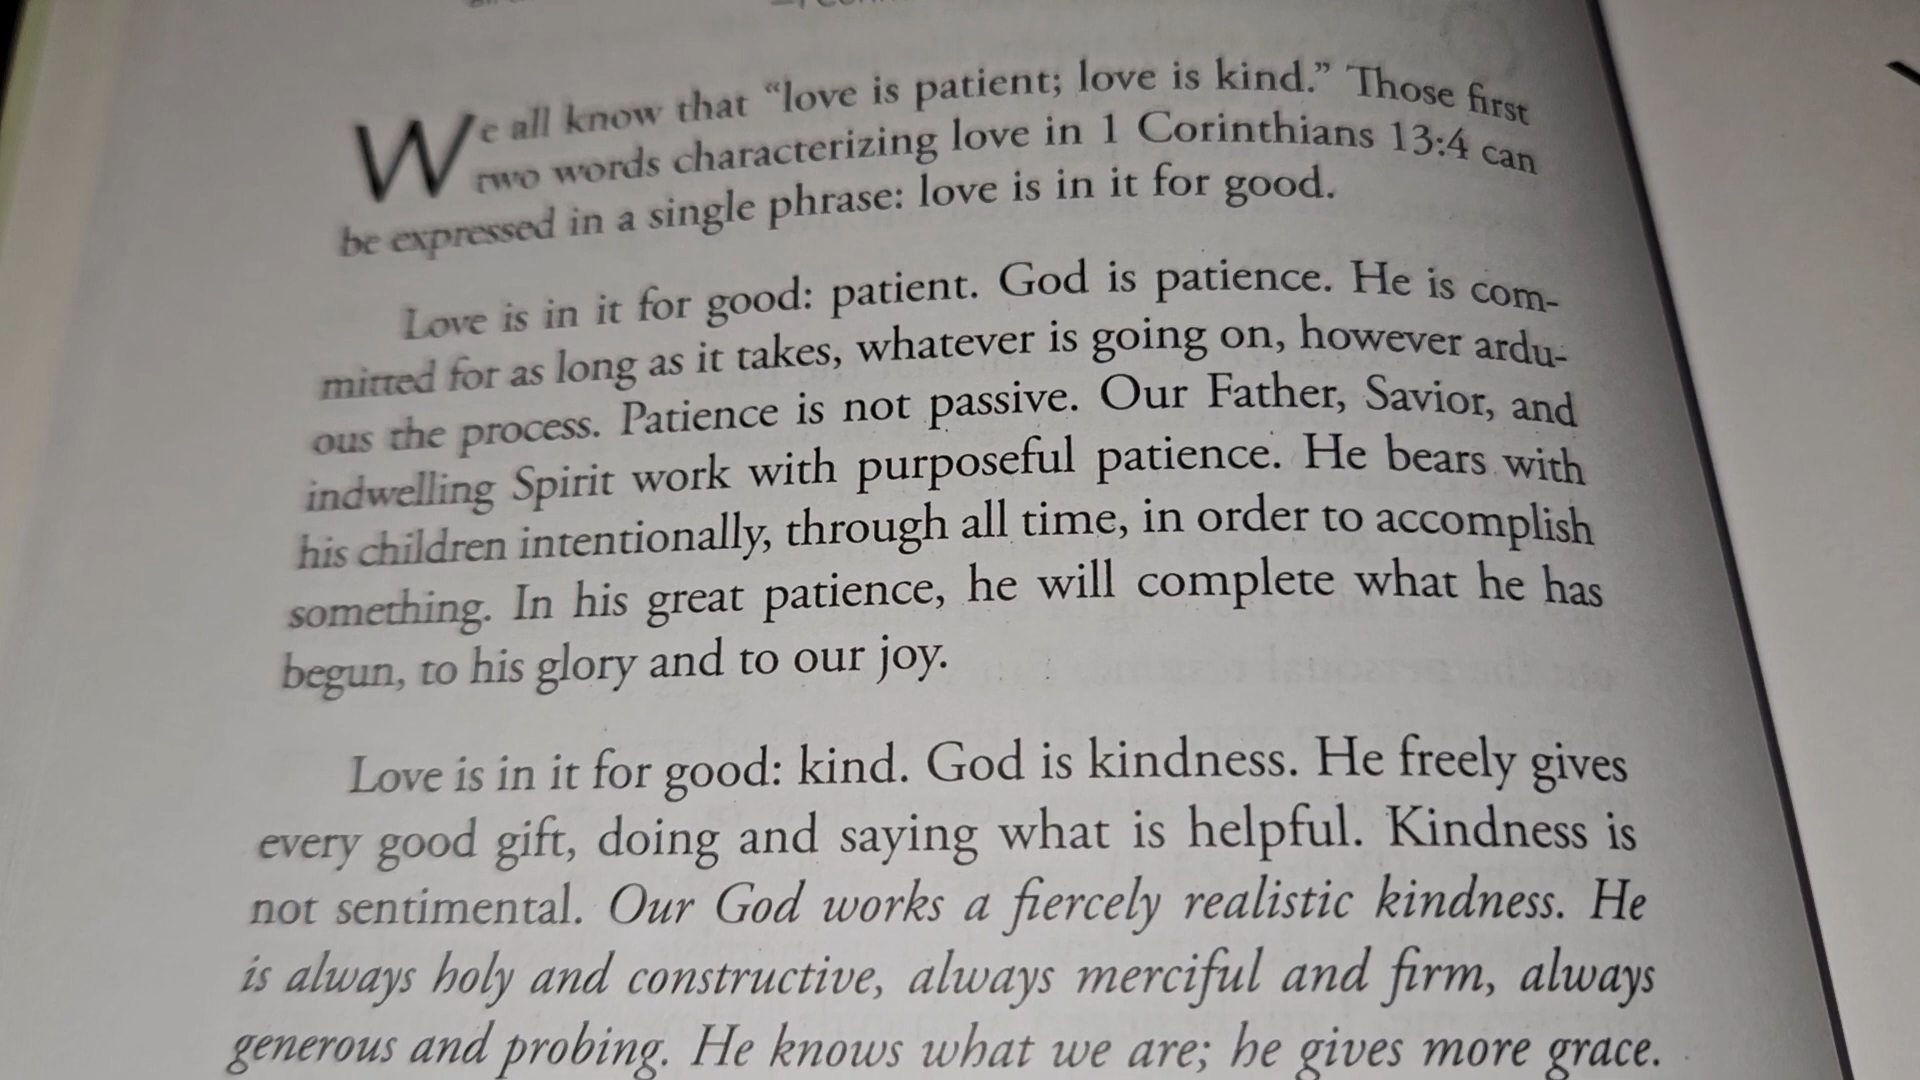 We all know that “love is patient; love is kind.” Those first
two words characterizing love in 1 Corinthians 13:4 can
be expressed in a single phrase: love is in it for good.
Love is in it for good: patient. God is patience. He is com-
mitted for as long as it takes, whatever is going on, however ardu-
ous the process. Patience is not passive. Our Father, Savior, and
indwelling Spirit work with purposeful patience. He bears with
his children intentionally, through all time, in order to accomplish
something. In his great patience, he will complete what he has
begun, to his glory and to our joy.
Love is in it for good: kind. God is kindness. He freely gives
every good gift, doing and saying what is helpful. Kindness is
not sentimental. Our God works a fiercely realistic kindness. He
is always holy and constructive, always merciful and firm, always
generous and probing. He knows what we are; he gives more grace.